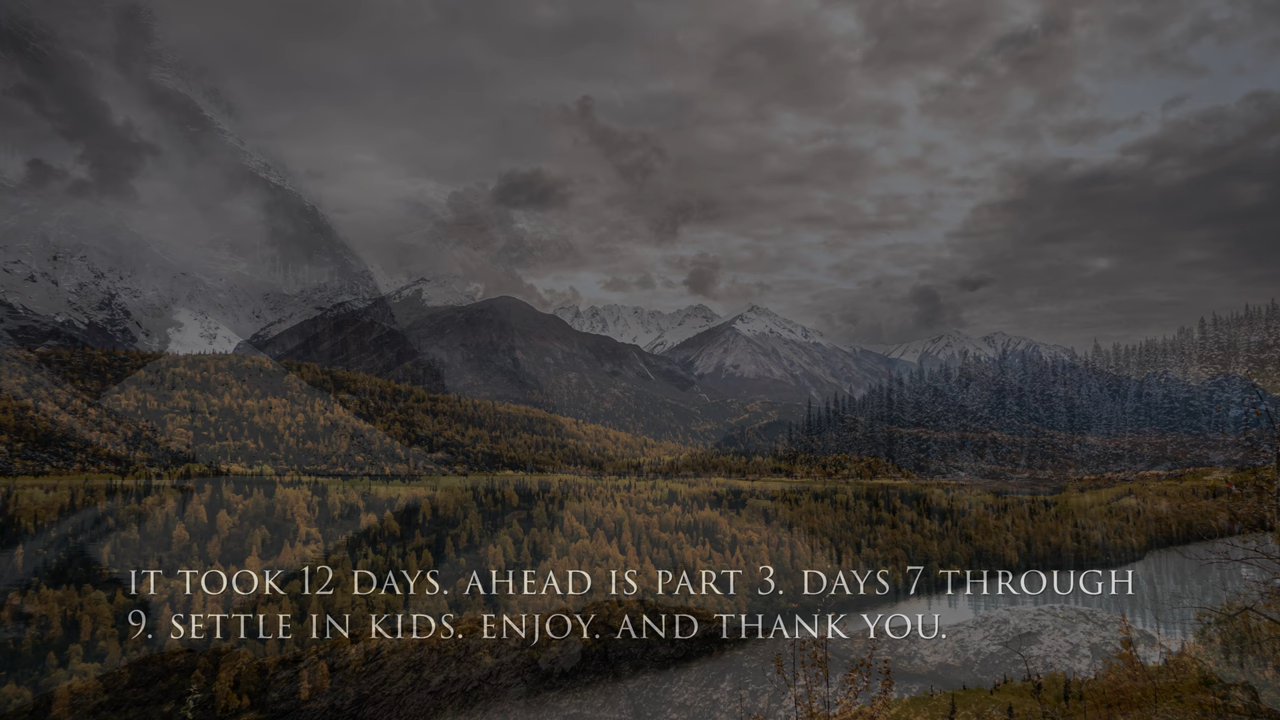 IT TOOK 12 DAYS. AHEAD IS PART 3. DAYS 7 THROUGH
9. SETTLE IN KIDS. ENJOY. AND THANK YOU.